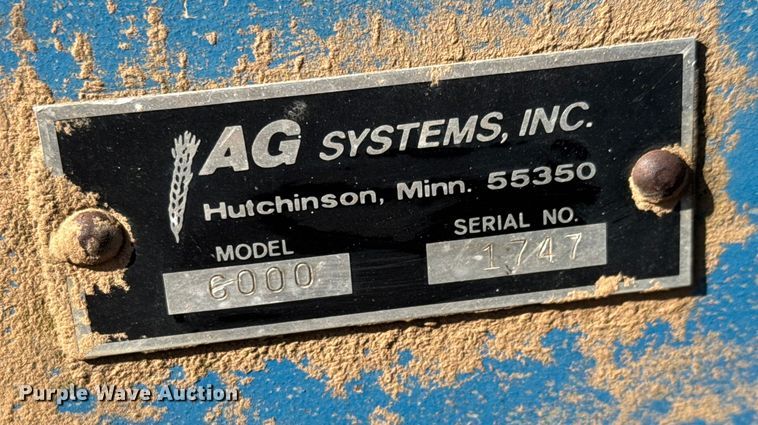 AG SYSTEMS, INC.
Hutchinson, Minn. 55350
MODEL
6000
SERIAL NO.
1747
Purple Wave Auction